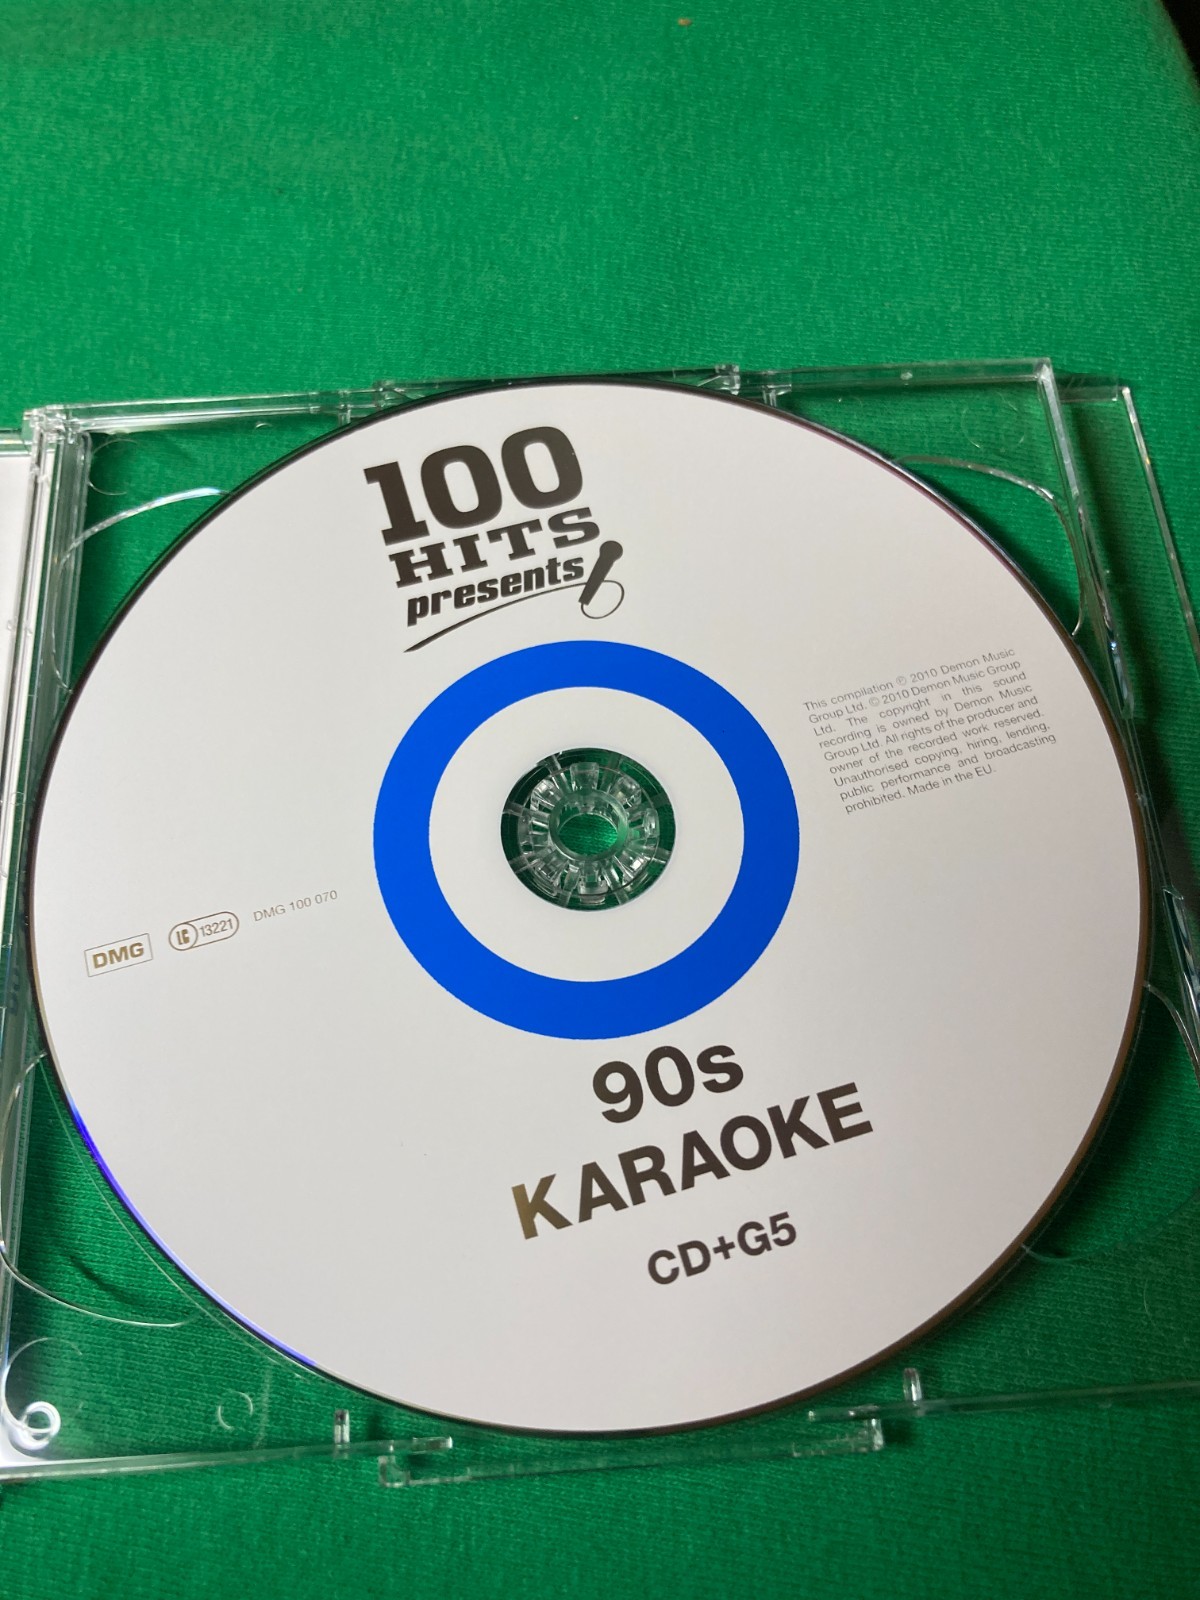 100
HITS
presents
This compilation ℗ 2010 Demon Music
Group Ltd. © 2010 Demon Music Group
Ltd. The copyright in this sound
recording is owned by Demon Music
Group Ltd. All rights of the producer and
owner of the recorded work reserved.
Unauthorised copying, hiring, lending,
public performance and broadcasting
prohibited. Made in the EU.
DMG
LC 13221
DMG 100 070
90s
KARAOKE
CD+G5